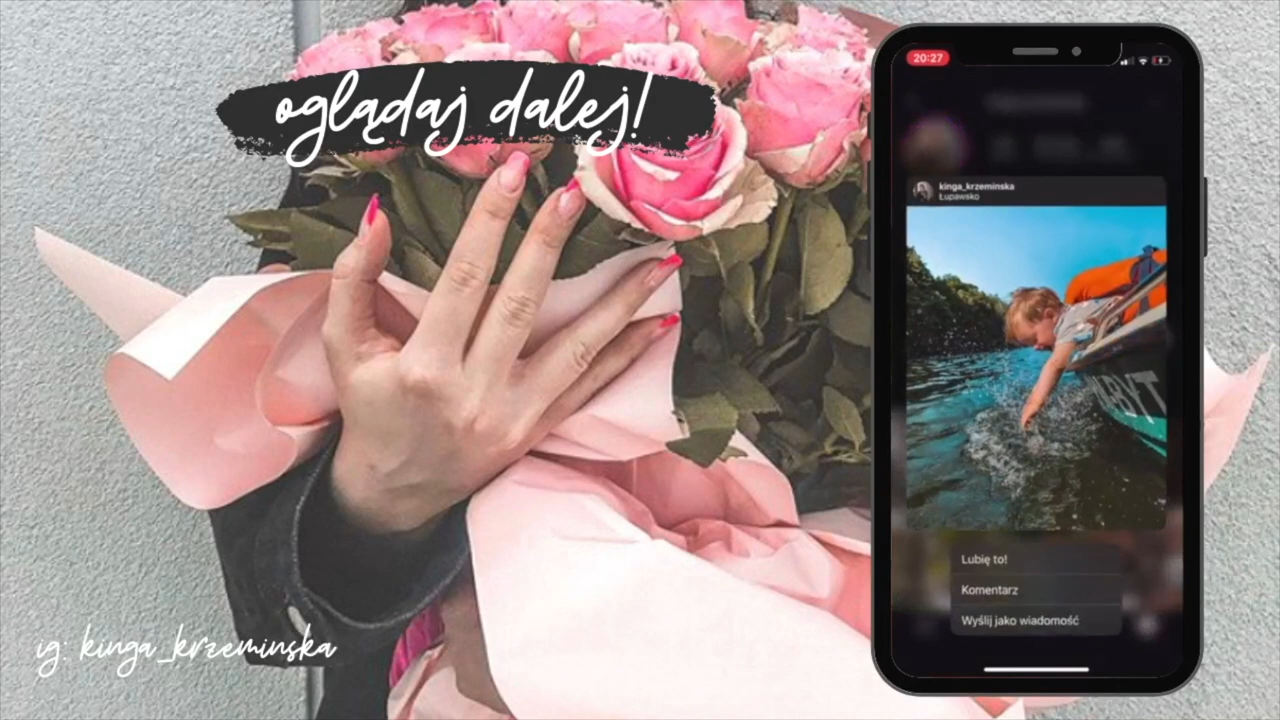 oglądaj dalej!
20:27
kinga_krzeminska
Łupawsko
Lubię to!
Komentarz
Wyślij jako wiadomość
ig: kinga_krzeminska